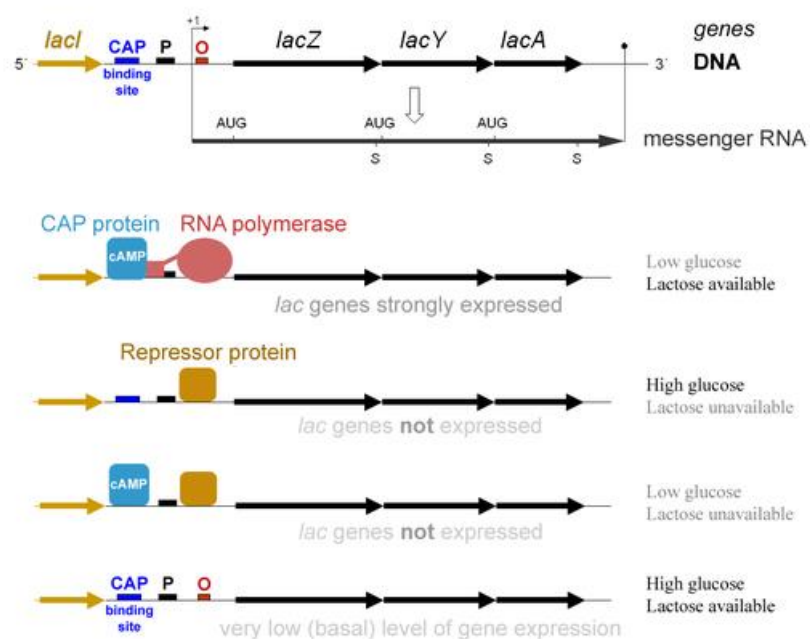 lacI CAP P +1 O lacZ lacY lacA genes
5´ 3´ DNA
binding
site
AUG AUG AUG
messenger RNA
S S S
CAP protein RNA polymerase
cAMP
Low glucose
Lactose available
lac genes strongly expressed
Repressor protein
High glucose
Lactose unavailable
lac genes not expressed
cAMP
Low glucose
Lactose unavailable
lac genes not expressed
CAP P O
High glucose
Lactose available
binding
site
very low (basal) level of gene expression